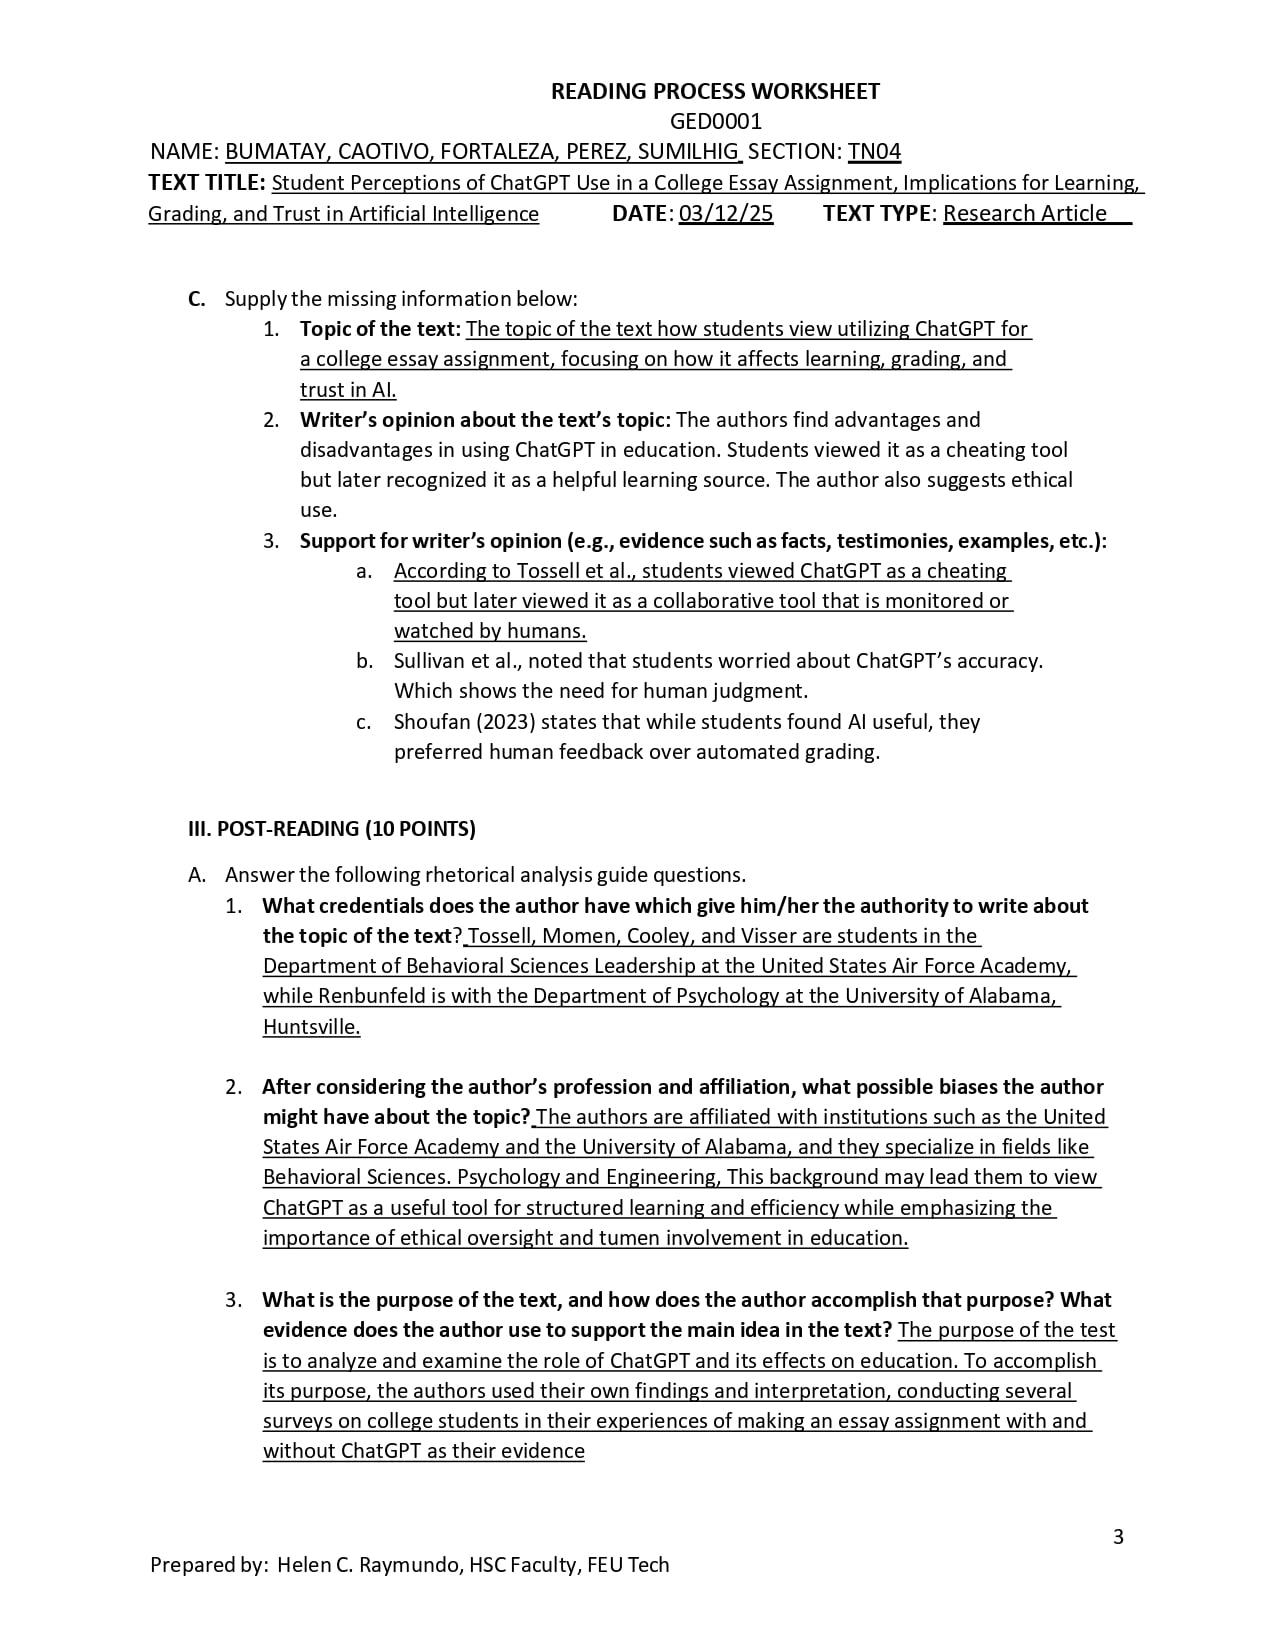 READING PROCESS WORKSHEET
GED0001
NAME: BUMATAY, CAOTIVO, FORTALEZA, PEREZ, SUMILHIG SECTION: TN04
TEXT TITLE: Student Perceptions of ChatGPT Use in a College Essay Assignment, Implications for Learning,
Grading, and Trust in Artificial Intelligence DATE: 03/12/25 TEXT TYPE: Research Article__
C. Supply the missing information below:
1. Topic of the text: The topic of the text how students view utilizing ChatGPT for
a college essay assignment, focusing on how it affects learning, grading, and
trust in AI.
2. Writer's opinion about the text's topic: The authors find advantages and
disadvantages in using ChatGPT in education. Students viewed it as a cheating tool
but later recognized it as a helpful learning source. The author also suggests ethical
use.
3. Support for writer's opinion (e.g., evidence such as facts, testimonies, examples, etc.):
a. According to Tossell et al., students viewed ChatGPT as a cheating
tool but later viewed it as a collaborative tool that is monitored or
watched by humans.
b. Sullivan et al., noted that students worried about ChatGPT's accuracy.
Which shows the need for human judgment.
c. Shoufan (2023) states that while students found AI useful, they
preferred human feedback over automated grading.
III. POST-READING (10 POINTS)
A. Answer the following rhetorical analysis guide questions.
1. What credentials does the author have which give him/her the authority to write about
the topic of the text? Tossell, Momen, Cooley, and Visser are students in the
Department of Behavioral Sciences Leadership at the United States Air Force Academy,
while Renbunfeld is with the Department of Psychology at the University of Alabama,
Huntsville.
2. After considering the author's profession and affiliation, what possible biases the author
might have about the topic? The authors are affiliated with institutions such as the United
States Air Force Academy and the University of Alabama, and they specialize in fields like
Behavioral Sciences. Psychology and Engineering, This background may lead them to view
ChatGPT as a useful tool for structured learning and efficiency while emphasizing the
importance of ethical oversight and tumen involvement in education.
3. What is the purpose of the text, and how does the author accomplish that purpose? What
evidence does the author use to support the main idea in the text? The purpose of the test
is to analyze and examine the role of ChatGPT and its effects on education. To accomplish
its purpose, the authors used their own findings and interpretation, conducting several
surveys on college students in their experiences of making an essay assignment with and
without ChatGPT as their evidence
3
Prepared by: Helen C. Raymundo, HSC Faculty, FEU Tech